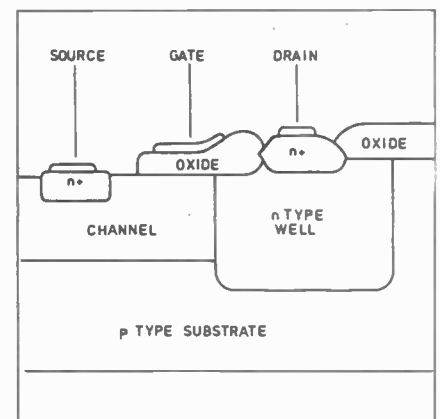 SOURCE GATE DRAIN
n+
OXIDE
n+
OXIDE
CHANNEL
n TYPE
WELL
p TYPE SUBSTRATE